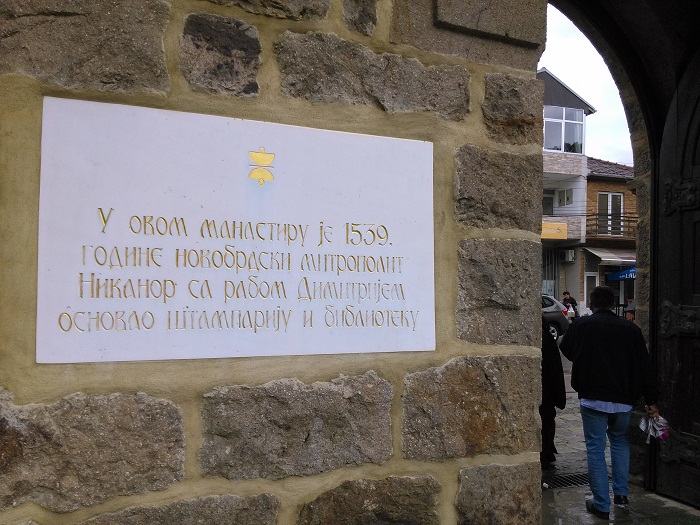 У овом манастиру је 1539.
године новобрдски митрополит
Никанор са рабом Димитријем
основао штампарију и библиотеку